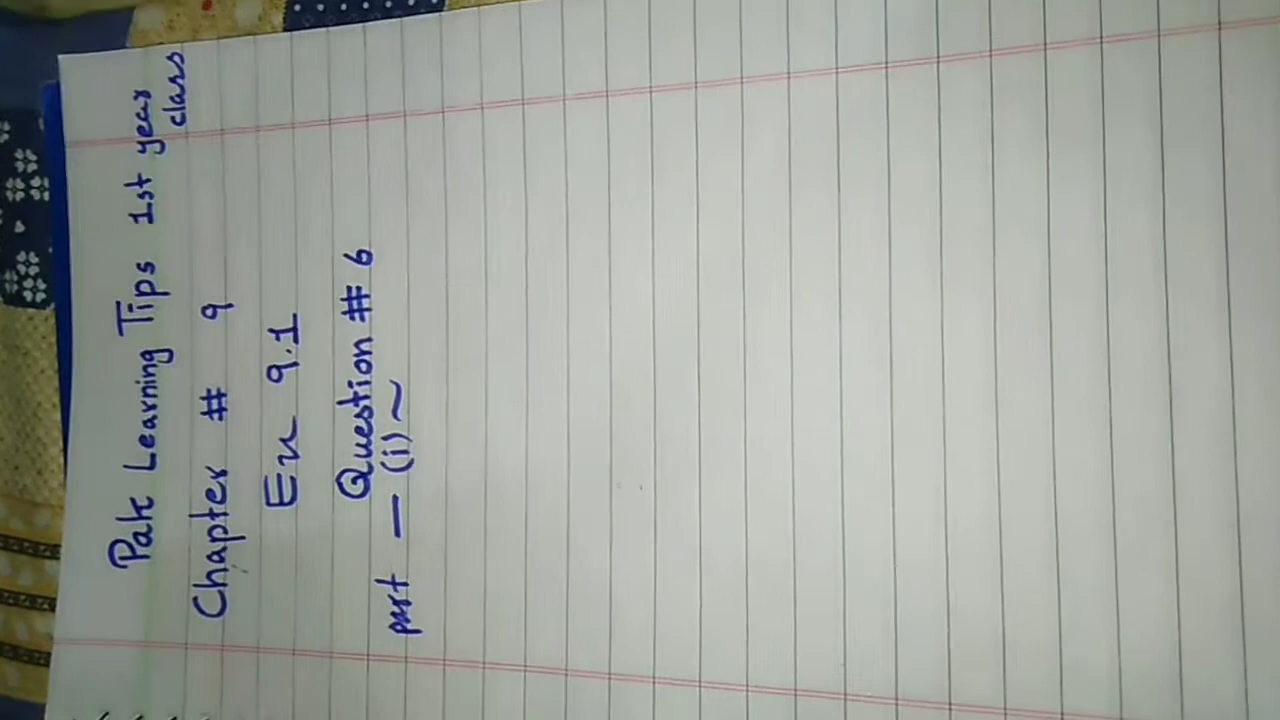 Pak Learning Tips 1st year
class
Chapter # 9
Ex 9.1
Question # 6
part — (i) ~